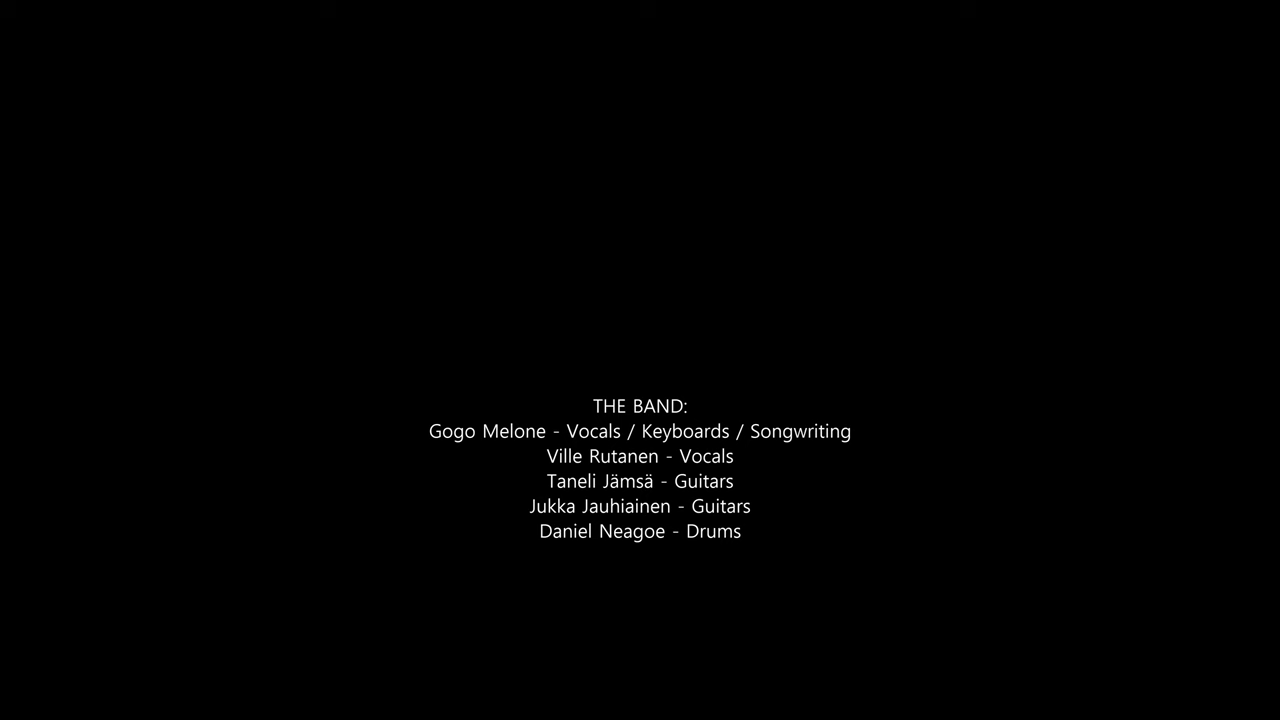 THE BAND:
Gogo Melone - Vocals / Keyboards / Songwriting
Ville Rutanen - Vocals
Taneli Jämsä - Guitars
Jukka Jauhiainen - Guitars
Daniel Neagoe - Drums